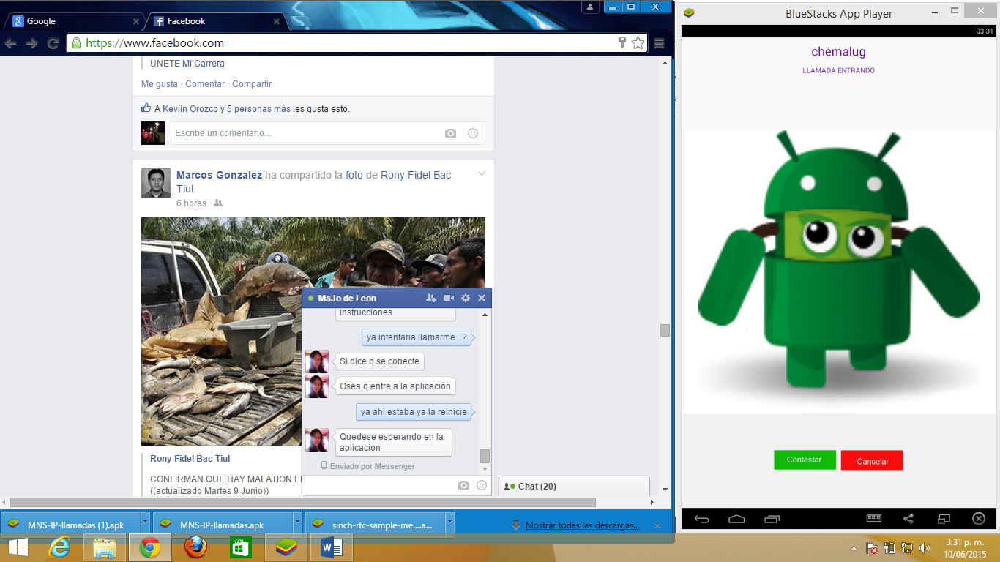 Google
Facebook
https://www.facebook.com
UNETE Mi Carrera
Me gusta · Comentar · Compartir
A Keviin Orozco y 5 personas más les gusta esto.
Escribe un comentario...
Marcos Gonzalez ha compartido la foto de Rony Fidel Bac
Tiul.
6 horas ·
MaJo de Leon
instrucciones
ya intentaria llamarme ..?
Si dice q se conecte
Osea q entre a la aplicación
ya ahi estaba ya la reinicie
Quedese esperando en la
aplicacion
Enviado por Messenger
Rony Fidel Bac Tiul
CONFIRMAN QUE HAY MALATION
((actualizado Martes 9 Junio))
Chat (20)
MNS-IP-llamadas (1).apk
MNS-IP-llamadas.apk
sinch-rtc-sample-me....a...
Mostrar todas las descargas...
BlueStacks App Player
03:31
chemalug
LLAMADA ENTRANDO
Contestar
Cancelar
3:31 p. m.
10/06/2015